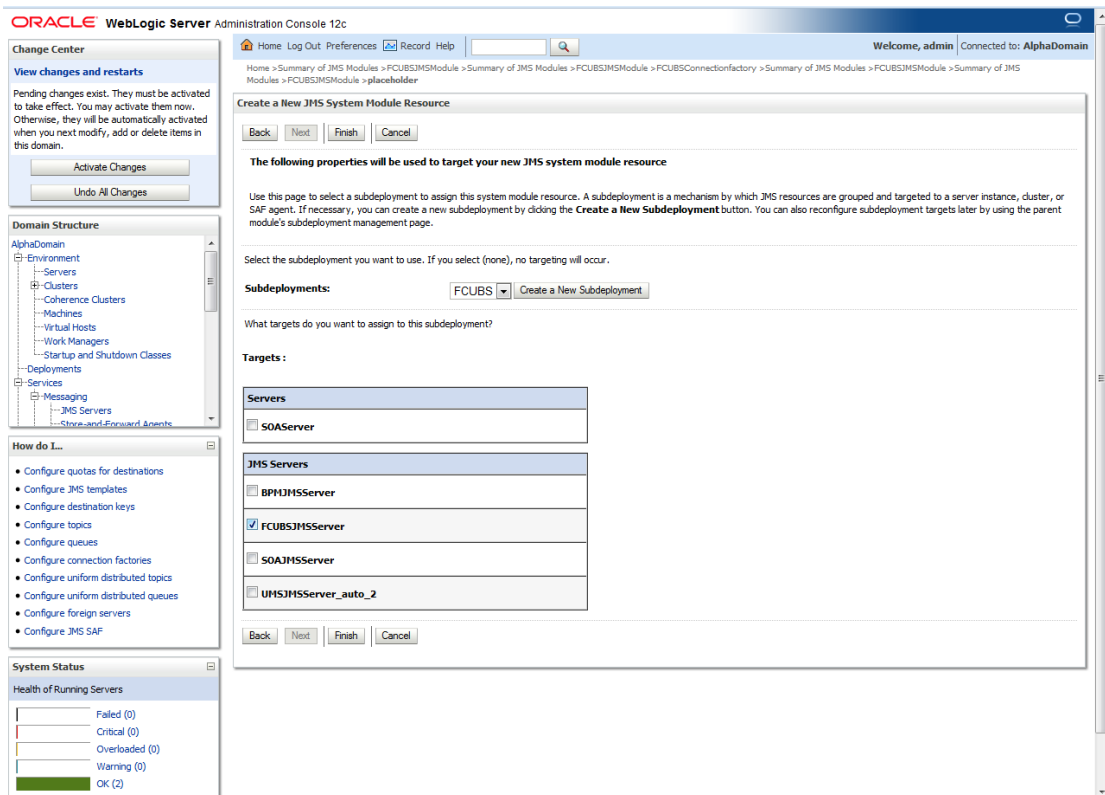 ORACLE WebLogic Server Administration Console 12c
Change Center
View changes and restarts
Pending changes exist. They must be activated
to take effect. You may activate them now.
Otherwise, they will be automatically activated
when you next modify, add or delete items in
this domain.
Activate Changes
Undo All Changes
Domain Structure
AlphaDomain
Environment
Servers
Clusters
Coherence Clusters
Machines
Virtual Hosts
Work Managers
Startup and Shutdown Classes
Deployments
Services
Messaging
JMS Servers
Store-and-Forward Agents
How do I...
Configure quotas for destinations
Configure JMS templates
Configure destination keys
Configure topics
Configure queues
Configure connection factories
Configure uniform distributed topics
Configure uniform distributed queues
Configure foreign servers
Configure JMS SAF
System Status
Health of Running Servers
Failed (0)
Critical (0)
Overloaded (0)
Warning (0)
OK (2)
Home Log Out Preferences Record Help
Welcome, admin Connected to: AlphaDomain
Home >Summary of JMS Modules >FCUBSJMSModule >Summary of JMS Modules >FCUBSJMSModule >FCUBSConnectionfactory >Summary of JMS Modules >FCUBSJMSModule >Summary of JMS
Modules >FCUBSJMSModule >placeholder
Create a New JMS System Module Resource
Back Next Finish Cancel
The following properties will be used to target your new JMS system module resource
Use this page to select a subdeployment to assign this system module resource. A subdeployment is a mechanism by which JMS resources are grouped and targeted to a server instance, cluster, or
SAF agent. If necessary, you can create a new subdeployment by clicking the Create a New Subdeployment button. You can also reconfigure subdeployment targets later by using the parent
module's subdeployment management page.
Select the subdeployment you want to use. If you select (none), no targeting will occur.
Subdeployments: FCUBS Create a New Subdeployment
What targets do you want to assign to this subdeployment?
Targets :
Servers
SOAServer
JMS Servers
BPMJMSServer
FCUBSJMSServer
SOAJMSServer
UMSJMSServer_auto_2
Back Next Finish Cancel